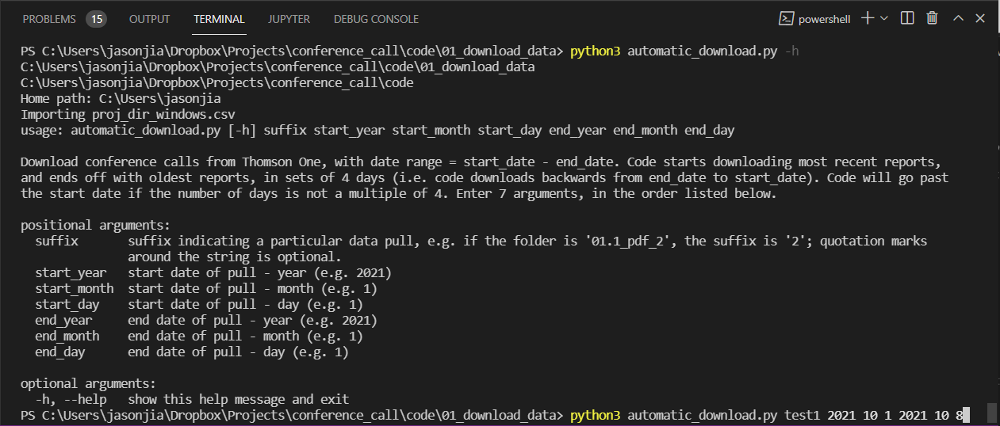 PROBLEMS 15 OUTPUT TERMINAL JUPYTER DEBUG CONSOLE powershell
PS C:\Users\jasonjia\Dropbox\Projects\conference_call\code\01_download_data> python3 automatic_download.py -h
C:\Users\jasonjia\Dropbox\Projects\conference_call\code\01_download_data
C:\Users\jasonjia\Dropbox\Projects\conference_call\code
Home path: C:\Users\jasonjia
Importing proj_dir_windows.csv
usage: automatic_download.py [-h] suffix start_year start_month start_day end_year end_month end_day
Download conference calls from Thomson One, with date range = start_date - end_date. Code starts downloading most recent reports,
and ends off with oldest reports, in sets of 4 days (i.e. code downloads backwards from end_date to start_date). Code will go past
the start date if the number of days is not a multiple of 4. Enter 7 arguments, in the order listed below.
positional arguments:
suffix suffix indicating a particular data pull, e.g. if the folder is '01.1_pdf_2', the suffix is '2'; quotation marks
around the string is optional.
start_year start date of pull - year (e.g. 2021)
start_month start date of pull - month (e.g. 1)
start_day start date of pull - day (e.g. 1)
end_year end date of pull - year (e.g. 2021)
end_month end date of pull - month (e.g. 1)
end_day end date of pull - day (e.g. 1)
optional arguments:
-h, --help show this help message and exit
PS C:\Users\jasonjia\Dropbox\Projects\conference_call\code\01_download_data> python3 automatic_download.py test1 2021 10 1 2021 10 8